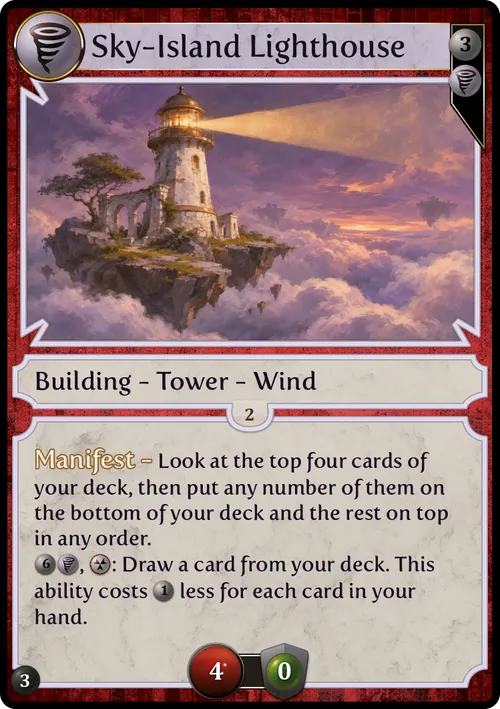 Sky-Island Lighthouse
3
Building - Tower - Wind
2
Manifest - Look at the top four cards of
your deck, then put any number of them on
the bottom of your deck and the rest on top
in any order.
6, : Draw a card from your deck. This
ability costs 1 less for each card in your
hand.
3
4*
0